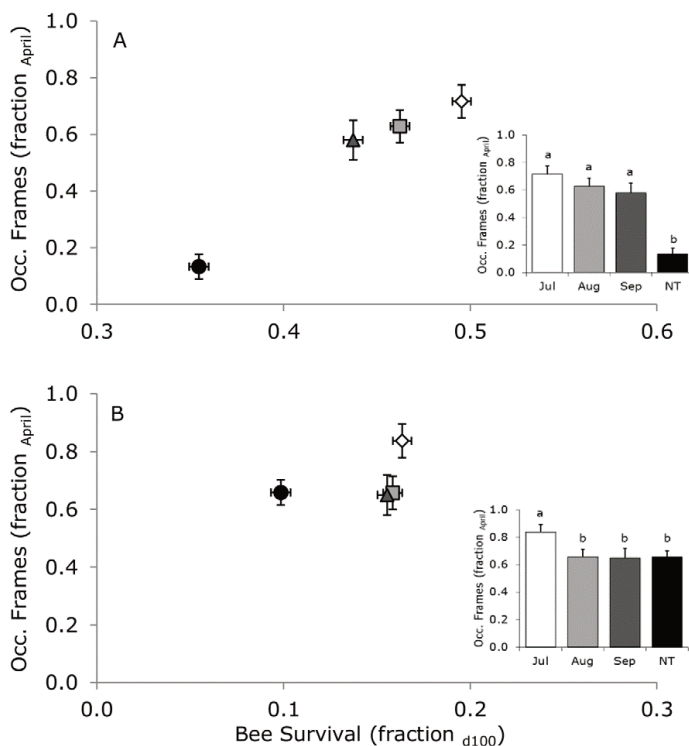 A
Occ. Frames (fraction April)
1.0
0.8
0.6
0.4
0.2
0.0
0.3
0.4
0.5
0.6
Occ. Frames (fraction April)
1.0
0.8
0.6
0.4
0.2
0.0
a
a
a
b
Jul Aug Sep NT
B
Occ. Frames (fraction April)
1.0
0.8
0.6
0.4
0.2
0.0
0.0
0.1
0.2
0.3
Bee Survival (fraction d100)
Occ. Frames (fraction April)
1.0
0.8
0.6
0.4
0.2
0.0
a
b
b
b
Jul Aug Sep NT